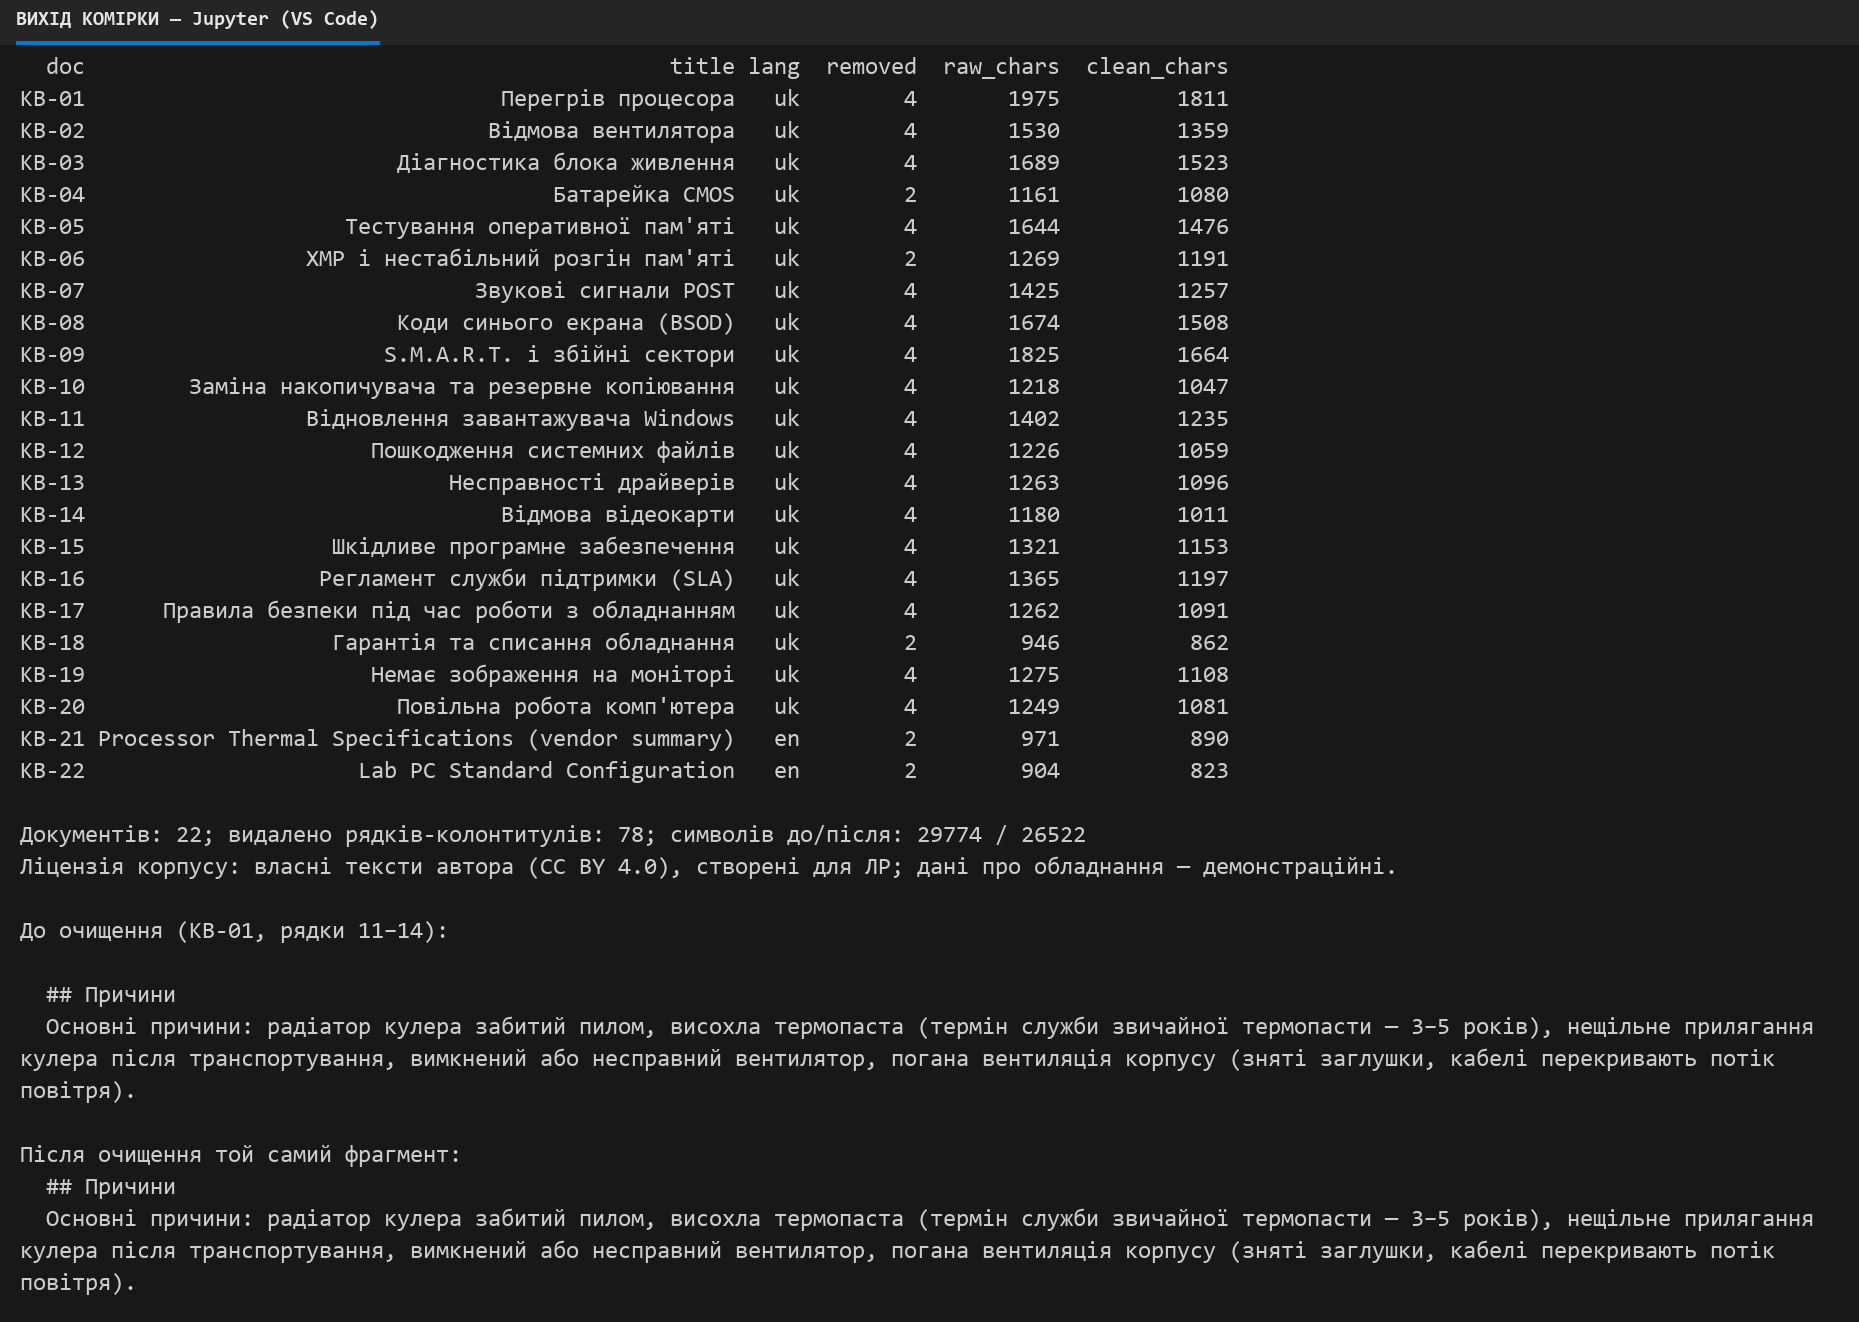 ВИХІД КОМІРКИ — Jupyter (VS Code)
doc title lang removed raw_chars clean_chars
KB-01 Перегрів процесора uk 4 1975 1811
KB-02 Відмова вентилятора uk 4 1530 1359
KB-03 Діагностика блока живлення uk 4 1689 1523
KB-04 Батарейка CMOS uk 2 1161 1080
KB-05 Тестування оперативної пам'яті uk 4 1644 1476
KB-06 XMP і нестабільний розгін пам'яті uk 2 1269 1191
KB-07 Звукові сигнали POST uk 4 1425 1257
KB-08 Коди синього екрана (BSOD) uk 4 1674 1508
KB-09 S.M.A.R.T. і збійні сектори uk 4 1825 1664
KB-10 Заміна накопичувача та резервне копіювання uk 4 1218 1047
KB-11 Відновлення завантажувача Windows uk 4 1402 1235
KB-12 Пошкодження системних файлів uk 4 1226 1059
KB-13 Несправності драйверів uk 4 1263 1096
KB-14 Відмова відеокарти uk 4 1180 1011
KB-15 Шкідливе програмне забезпечення uk 4 1321 1153
KB-16 Регламент служби підтримки (SLA) uk 4 1365 1197
KB-17 Правила безпеки під час роботи з обладнанням uk 4 1262 1091
KB-18 Гарантія та списання обладнання uk 2 946 862
KB-19 Немає зображення на моніторі uk 4 1275 1108
KB-20 Повільна робота комп'ютера uk 4 1249 1081
KB-21 Processor Thermal Specifications (vendor summary) en 2 971 890
KB-22 Lab PC Standard Configuration en 2 904 823
Документів: 22; видалено рядків-колонтитулів: 78; символів до/після: 29774 / 26522
Ліцензія корпусу: власні тексти автора (CC BY 4.0), створені для ЛР; дані про обладнання — демонстраційні.
До очищення (KB-01, рядки 11–14):
## Причини
Основні причини: радіатор кулера забитий пилом, висохла термопаста (термін служби звичайної термопасти — 3–5 років), нещільне прилягання
кулера після транспортування, вимкнений або несправний вентилятор, погана вентиляція корпусу (зняті заглушки, кабелі перекривають потік
повітря).
Після очищення той самий фрагмент:
## Причини
Основні причини: радіатор кулера забитий пилом, висохла термопаста (термін служби звичайної термопасти — 3–5 років), нещільне прилягання
кулера після транспортування, вимкнений або несправний вентилятор, погана вентиляція корпусу (зняті заглушки, кабелі перекривають потік
повітря).